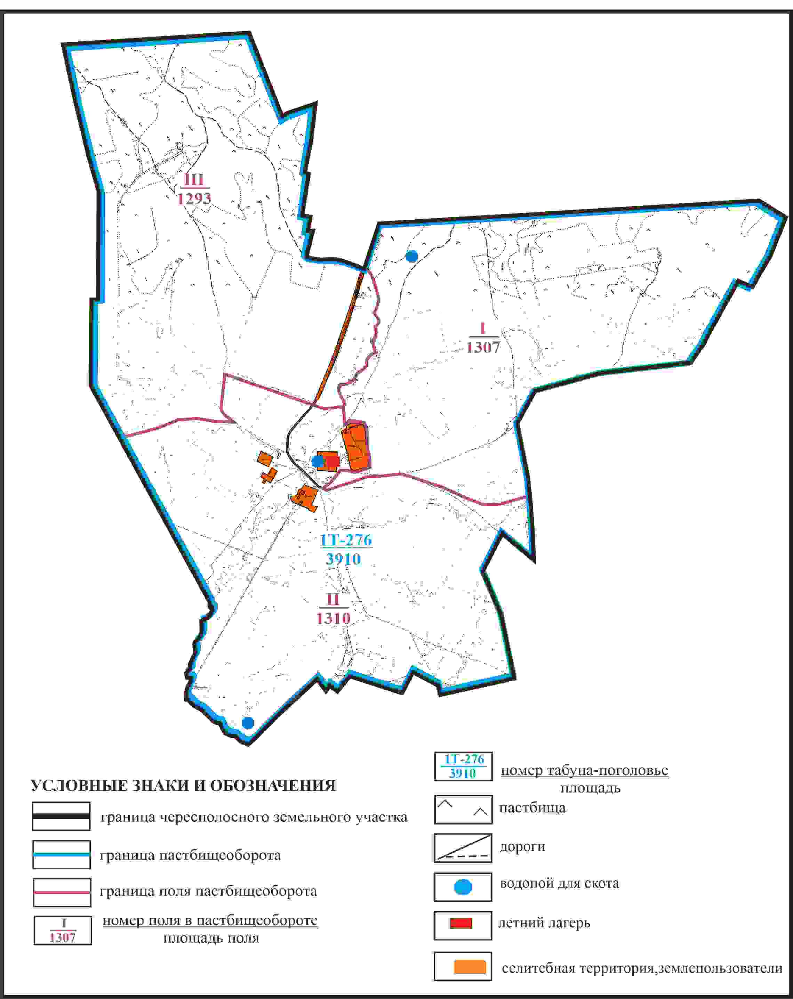 III
1293
I
1307
1Т-276
3910
II
1310
УСЛОВНЫЕ ЗНАКИ И ОБОЗНАЧЕНИЯ
граница чересполосного земельного участка
граница пастбищеоборота
граница поля пастбищеоборота
I
1307
номер поля в пастбищеобороте
площадь поля
1Т-276
3910
номер табуна-поголовье
площадь
пастбища
дороги
водопой для скота
летний лагерь
селитебная территория,землепользователи